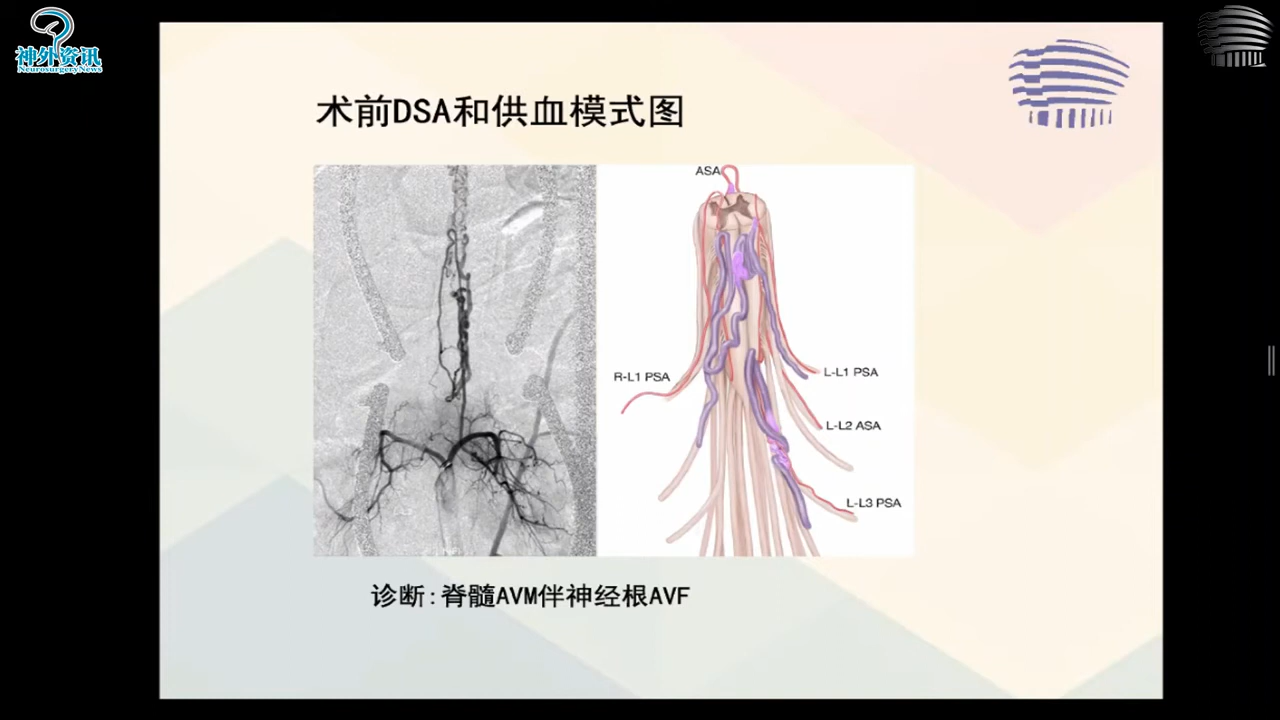 神外资讯
NeurosurgeryNews
术前DSA和供血模式图
ASA
R-L1 PSA
L-L1 PSA
L-L2 ASA
L-L3 PSA
诊断:脊髓AVM伴神经根AVF